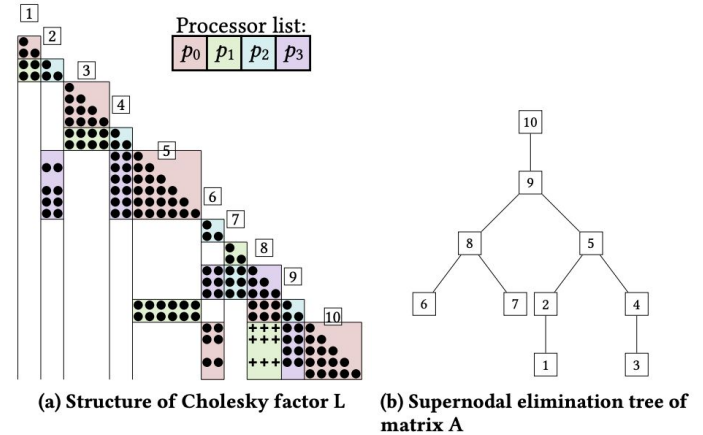 1
2
Processor list:
p0 p1 p2 p3
3
4
5
6
7
8
9
10
+++
+++
+++
(a) Structure of Cholesky factor L
10
9
8 5
6 7 2 4
1 3
(b) Supernodal elimination tree of
matrix A